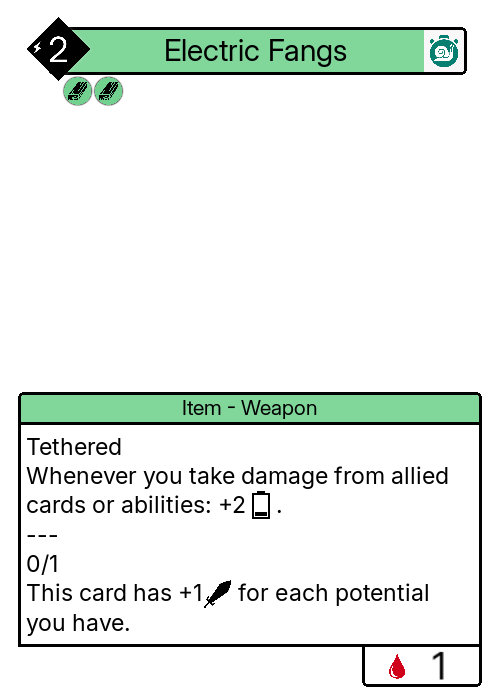 2
Electric Fangs
Item - Weapon
Tethered
Whenever you take damage from allied
cards or abilities: +2 .
---
0/1
This card has +1 for each potential
you have.
1